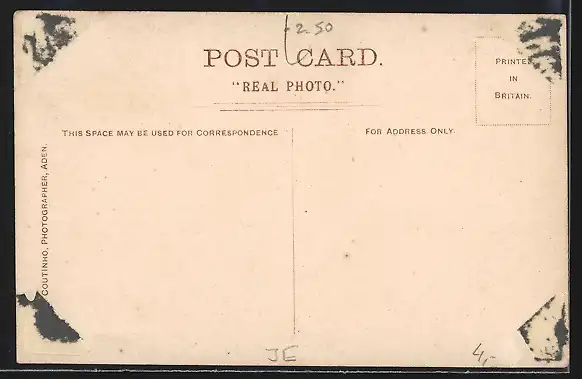 2.50
POST CARD.
"REAL PHOTO."
PRINTED
IN
BRITAIN.
THIS SPACE MAY BE USED FOR CORRESPONDENCE
FOR ADDRESS ONLY.
COUTINHO, PHOTOGRAPHER, ADEN.
JE
4,-